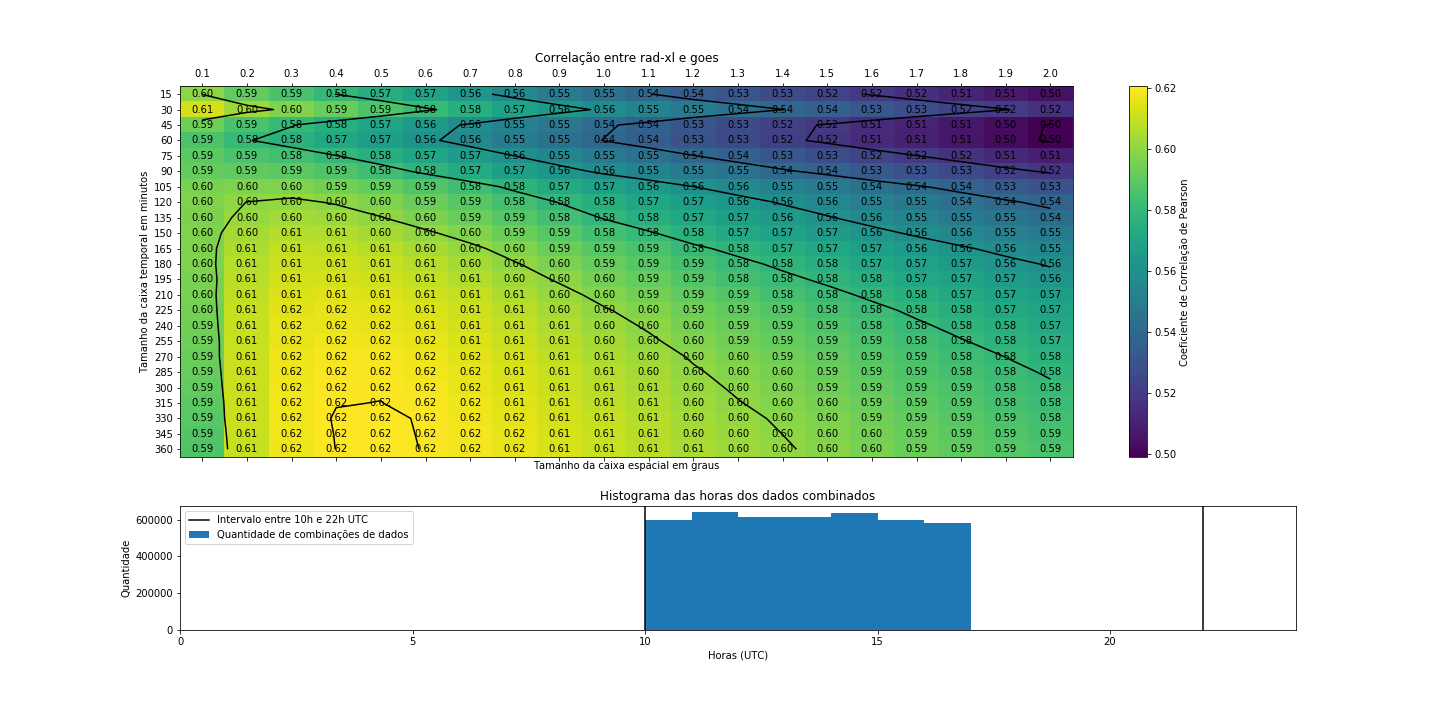 Correlação entre rad-xl e goes
0.1 0.2 0.3 0.4 0.5 0.6 0.7 0.8 0.9 1.0 1.1 1.2 1.3 1.4 1.5 1.6 1.7 1.8 1.9 2.0
15 0.60 0.59 0.59 0.58 0.57 0.57 0.56 0.56 0.55 0.55 0.54 0.54 0.53 0.53 0.52 0.52 0.52 0.51 0.51 0.50
30 0.61 0.60 0.60 0.59 0.59 0.58 0.58 0.57 0.56 0.56 0.55 0.55 0.54 0.54 0.54 0.53 0.53 0.52 0.52 0.52
45 0.59 0.59 0.58 0.58 0.57 0.56 0.56 0.55 0.55 0.54 0.54 0.53 0.53 0.52 0.52 0.51 0.51 0.51 0.50 0.50
60 0.59 0.58 0.58 0.57 0.57 0.56 0.56 0.55 0.55 0.54 0.54 0.53 0.53 0.52 0.52 0.51 0.51 0.51 0.50 0.50
75 0.59 0.59 0.58 0.58 0.58 0.57 0.57 0.56 0.55 0.55 0.55 0.54 0.54 0.53 0.53 0.52 0.52 0.52 0.51 0.51
90 0.59 0.59 0.59 0.59 0.58 0.58 0.57 0.57 0.56 0.56 0.55 0.55 0.55 0.54 0.54 0.53 0.53 0.53 0.52 0.52
105 0.60 0.60 0.60 0.59 0.59 0.59 0.58 0.58 0.57 0.57 0.56 0.56 0.56 0.55 0.55 0.54 0.54 0.54 0.53 0.53
120 0.60 0.60 0.60 0.60 0.60 0.59 0.59 0.58 0.58 0.58 0.57 0.57 0.56 0.56 0.56 0.55 0.55 0.54 0.54 0.54
135 0.60 0.60 0.60 0.60 0.60 0.60 0.59 0.59 0.58 0.58 0.58 0.57 0.57 0.56 0.56 0.56 0.55 0.55 0.55 0.54
150 0.60 0.60 0.61 0.61 0.60 0.60 0.60 0.59 0.59 0.58 0.58 0.58 0.57 0.57 0.57 0.56 0.56 0.56 0.55 0.55
165 0.60 0.61 0.61 0.61 0.61 0.60 0.60 0.60 0.59 0.59 0.59 0.58 0.58 0.57 0.57 0.57 0.56 0.56 0.56 0.55
180 0.60 0.61 0.61 0.61 0.61 0.61 0.60 0.60 0.60 0.59 0.59 0.59 0.58 0.58 0.58 0.57 0.57 0.57 0.56 0.56
195 0.60 0.61 0.61 0.61 0.61 0.61 0.61 0.60 0.60 0.60 0.59 0.59 0.58 0.58 0.58 0.58 0.57 0.57 0.57 0.56
210 0.60 0.61 0.61 0.61 0.61 0.61 0.61 0.61 0.60 0.60 0.59 0.59 0.59 0.58 0.58 0.58 0.58 0.57 0.57 0.57
225 0.60 0.61 0.62 0.62 0.62 0.61 0.61 0.61 0.60 0.60 0.60 0.59 0.59 0.59 0.58 0.58 0.58 0.58 0.57 0.57
240 0.59 0.61 0.62 0.62 0.62 0.61 0.61 0.61 0.61 0.60 0.60 0.60 0.59 0.59 0.59 0.58 0.58 0.58 0.58 0.57
255 0.59 0.61 0.62 0.62 0.62 0.62 0.61 0.61 0.61 0.60 0.60 0.60 0.59 0.59 0.59 0.59 0.58 0.58 0.58 0.57
270 0.59 0.61 0.62 0.62 0.62 0.62 0.61 0.61 0.61 0.60 0.60 0.60 0.60 0.59 0.59 0.59 0.59 0.58 0.58 0.58
285 0.59 0.61 0.62 0.62 0.62 0.62 0.62 0.61 0.61 0.61 0.60 0.60 0.60 0.60 0.59 0.59 0.59 0.59 0.58 0.58
300 0.59 0.61 0.62 0.62 0.62 0.62 0.62 0.61 0.61 0.61 0.61 0.60 0.60 0.60 0.59 0.59 0.59 0.59 0.58 0.58
315 0.59 0.61 0.62 0.62 0.62 0.62 0.62 0.61 0.61 0.61 0.61 0.60 0.60 0.60 0.60 0.59 0.59 0.59 0.59 0.58
330 0.59 0.61 0.62 0.62 0.62 0.62 0.62 0.62 0.61 0.61 0.61 0.60 0.60 0.60 0.60 0.59 0.59 0.59 0.59 0.58
345 0.59 0.61 0.62 0.62 0.62 0.62 0.62 0.62 0.61 0.61 0.61 0.60 0.60 0.60 0.60 0.60 0.59 0.59 0.59 0.59
360 0.59 0.61 0.62 0.62 0.62 0.62 0.62 0.62 0.61 0.61 0.61 0.60 0.60 0.60 0.60 0.60 0.59 0.59 0.59 0.59
Tamanho da caixa temporal em minutos
Tamanho da caixa espacial em graus
0.62
0.60
0.58
0.56
0.54
0.52
0.50
Coeficiente de Correlação de Pearson
Histograma das horas dos dados combinados
Intervalo entre 10h e 22h UTC
Quantidade de combinações de dados
600000
400000
200000
0
Quantidade
0 5 10 15 20
Horas (UTC)